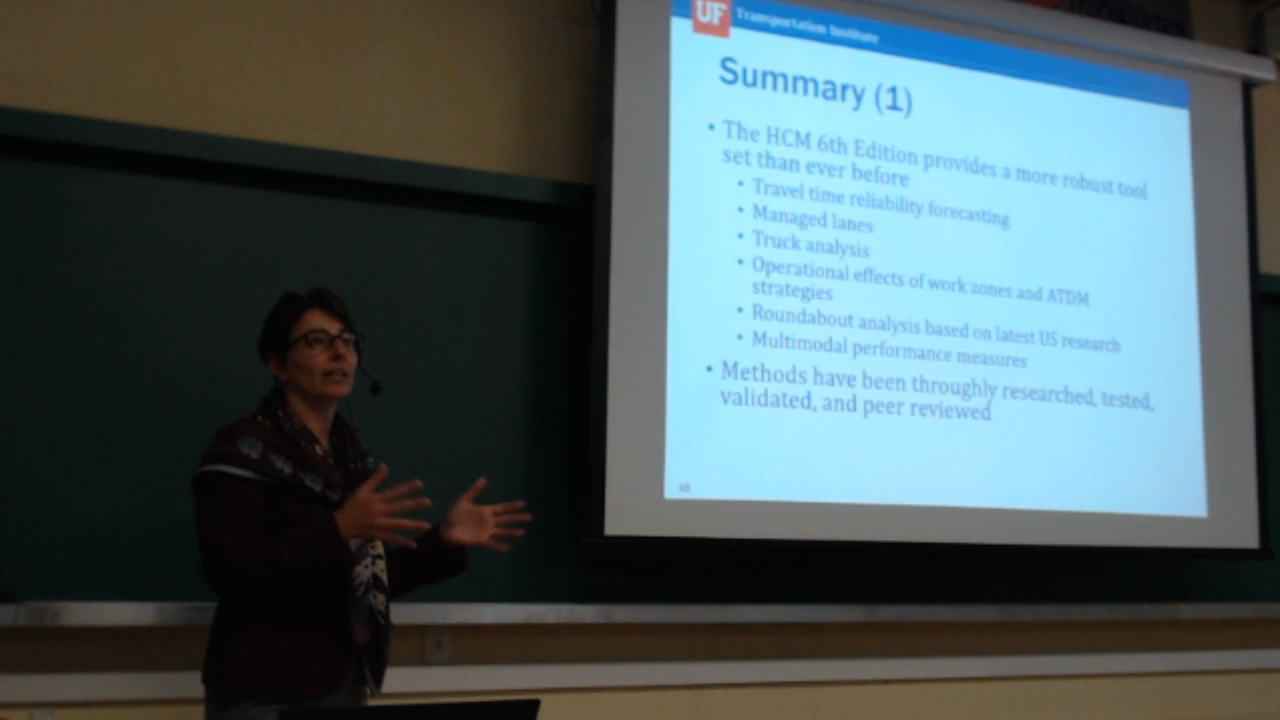 UF Transportation Institute
Summary (1)
• The HCM 6th Edition provides a more robust tool
set than ever before
• Travel time reliability forecasting
• Managed lanes
• Truck analysis
• Operational effects of work zones and ATDM
strategies
• Roundabout analysis based on latest US research
• Multimodal performance measures
• Methods have been throughly researched, tested,
validated, and peer reviewed